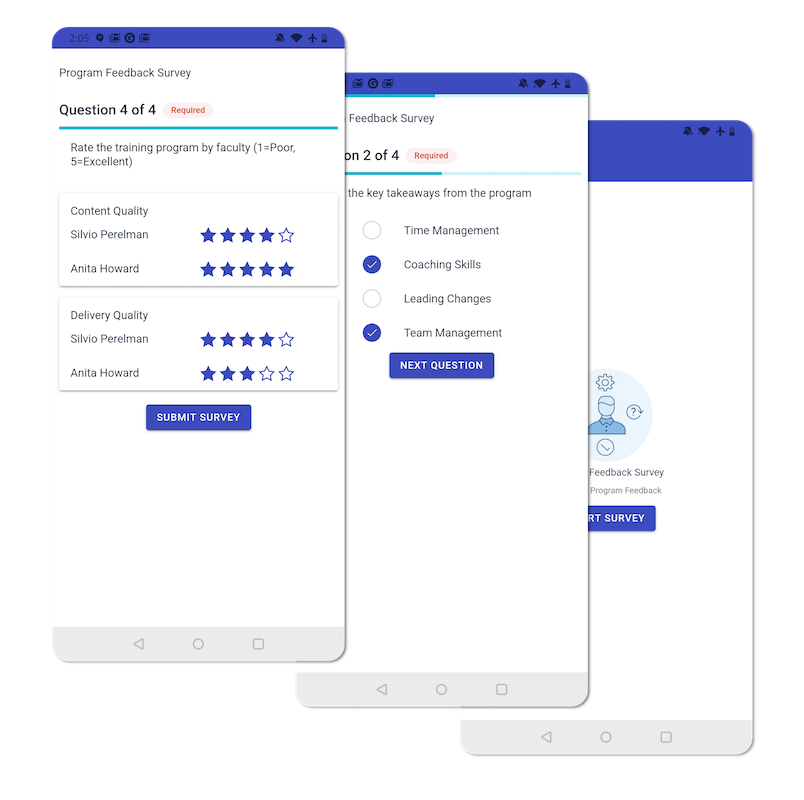 2:05
Program Feedback Survey
Question 4 of 4 Required
Rate the training program by faculty (1=Poor,
5=Excellent)
Content Quality
Silvio Perelman
Anita Howard
Delivery Quality
Silvio Perelman
Anita Howard
SUBMIT SURVEY
Feedback Survey
on 2 of 4 Required
the key takeaways from the program
Time Management
Coaching Skills
Leading Changes
Team Management
NEXT QUESTION
Feedback Survey
Program Feedback
RT SURVEY